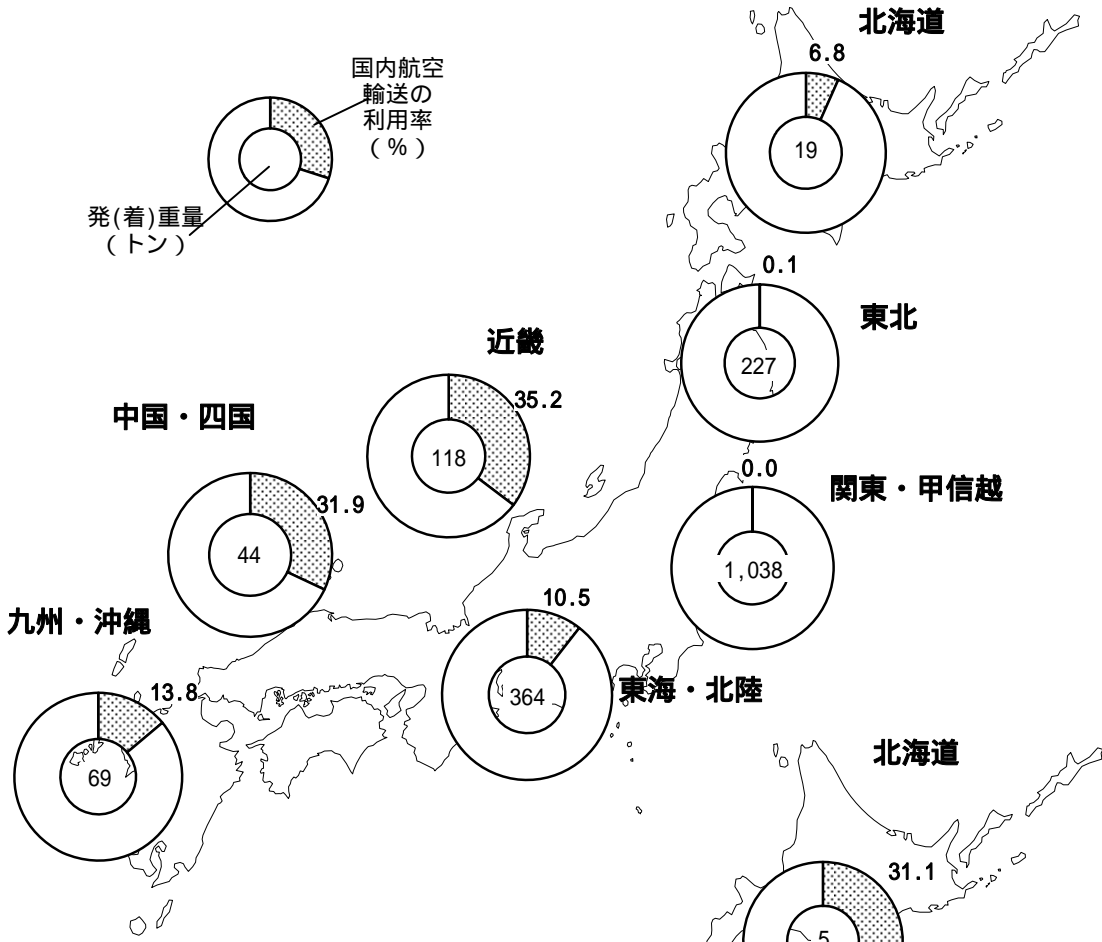 北海道
6.8
19
国内航空
輸送の
利用率
(%)
発(着)重量
(トン)
0.1
東北
227
近畿
35.2
118
中国・四国
31.9
44
0.0
関東・甲信越
1,038
九州・沖縄
13.8
69
10.5
東海・北陸
364
北海道
31.1
5